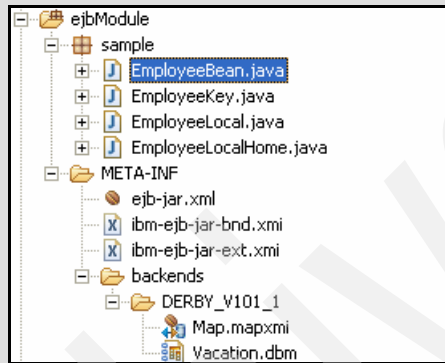 ejbModule
sample
EmployeeBean.java
EmployeeKey.java
EmployeeLocal.java
EmployeeLocalHome.java
META-INF
ejb-jar.xml
ibm-ejb-jar-bnd.xmi
ibm-ejb-jar-ext.xmi
backends
DERBY_V101_1
Map.mapxmi
Vacation.dbm